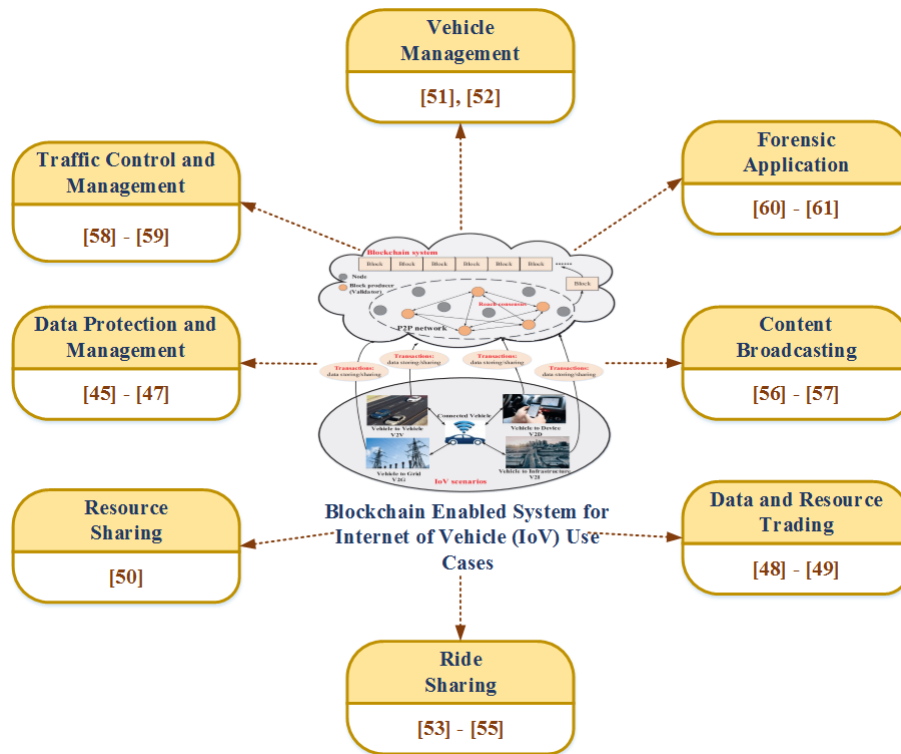 Vehicle
Management
[51], [52]
Traffic Control and
Management
[58] - [59]
Forensic
Application
[60] - [61]
Blockchain system
Block Block Block Block Block Block ......
Block
Node
Block producer
(Validator)
Reach consensus
P2P network
Data Protection and
Management
[45] - [47]
Content
Broadcasting
[56] - [57]
Transactions:
data storing/sharing
Transactions:
data storing/sharing
Transactions:
data storing/sharing
Transactions:
data storing/sharing
Connected Vehicle
Vehicle to Vehicle
V2V
Vehicle to Device
V2D
Vehicle to Grid
V2G
Vehicle to Infrastructure
V2I
IoV scenarios
Resource
Sharing
[50]
Blockchain Enabled System for
Internet of Vehicle (IoV) Use
Cases
Data and Resource
Trading
[48] - [49]
Ride
Sharing
[53] - [55]